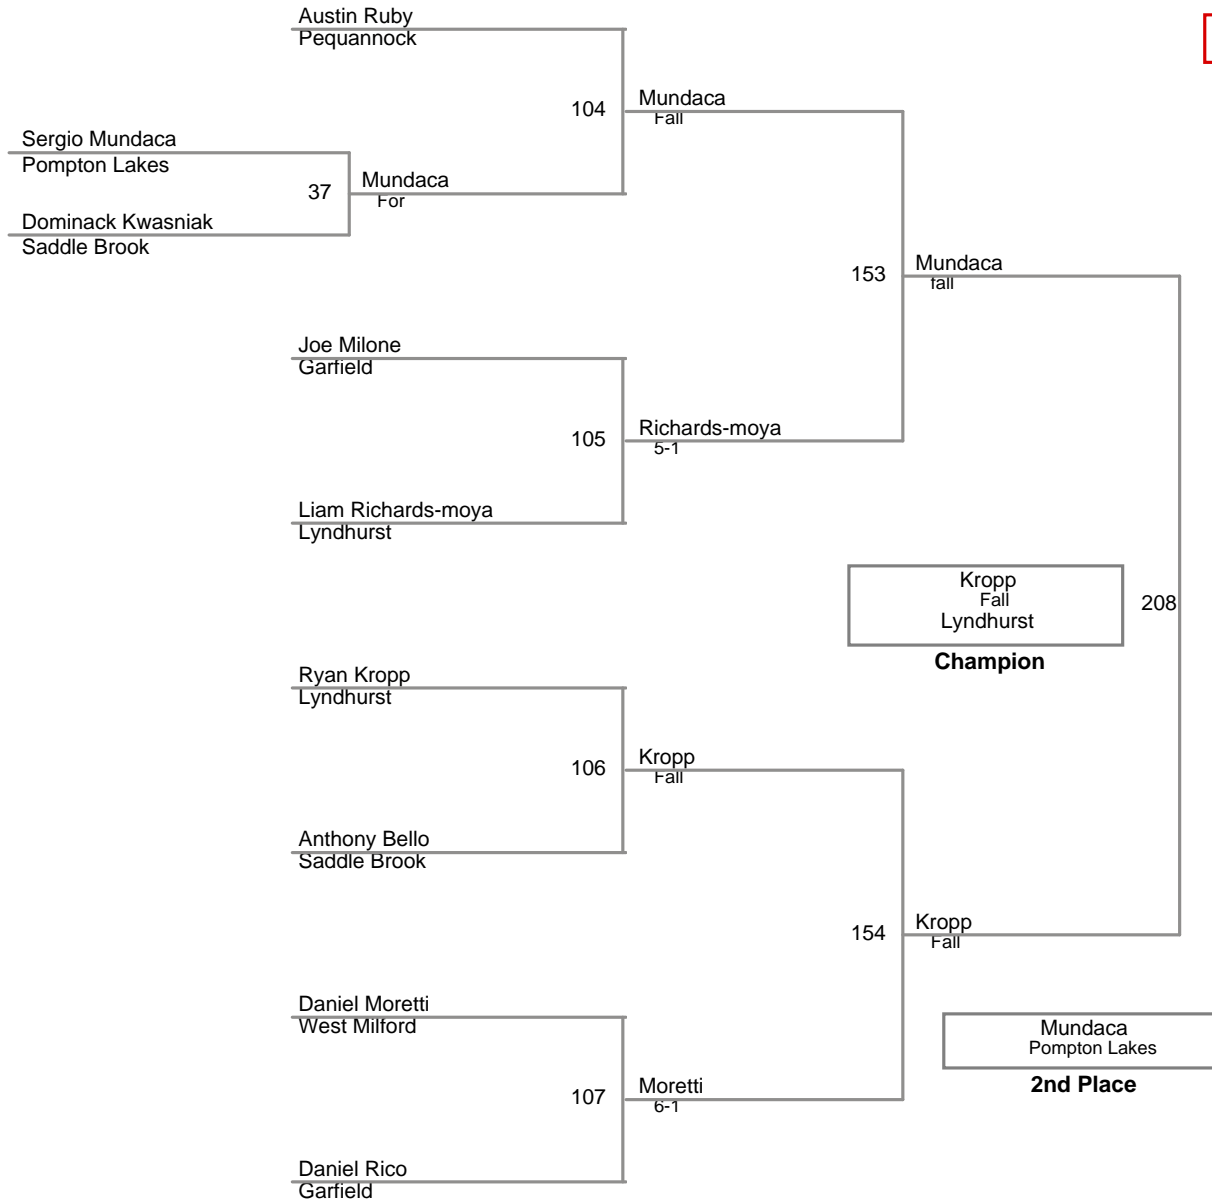 Austin Ruby
Pequannock
104
Mundaca
Fall
Sergio Mundaca
Pompton Lakes
37
Mundaca
For
Dominack Kwasniak
Saddle Brook
153
Mundaca
fall
Joe Milone
Garfield
105
Richards-moya
5-1
Liam Richards-moya
Lyndhurst
Kropp
Fall
Lyndhurst
208
Champion
Ryan Kropp
Lyndhurst
106
Kropp
Fall
Anthony Bello
Saddle Brook
154
Kropp
Fall
Daniel Moretti
West Milford
Mundaca
Pompton Lakes
2nd Place
107
Moretti
6-1
Daniel Rico
Garfield